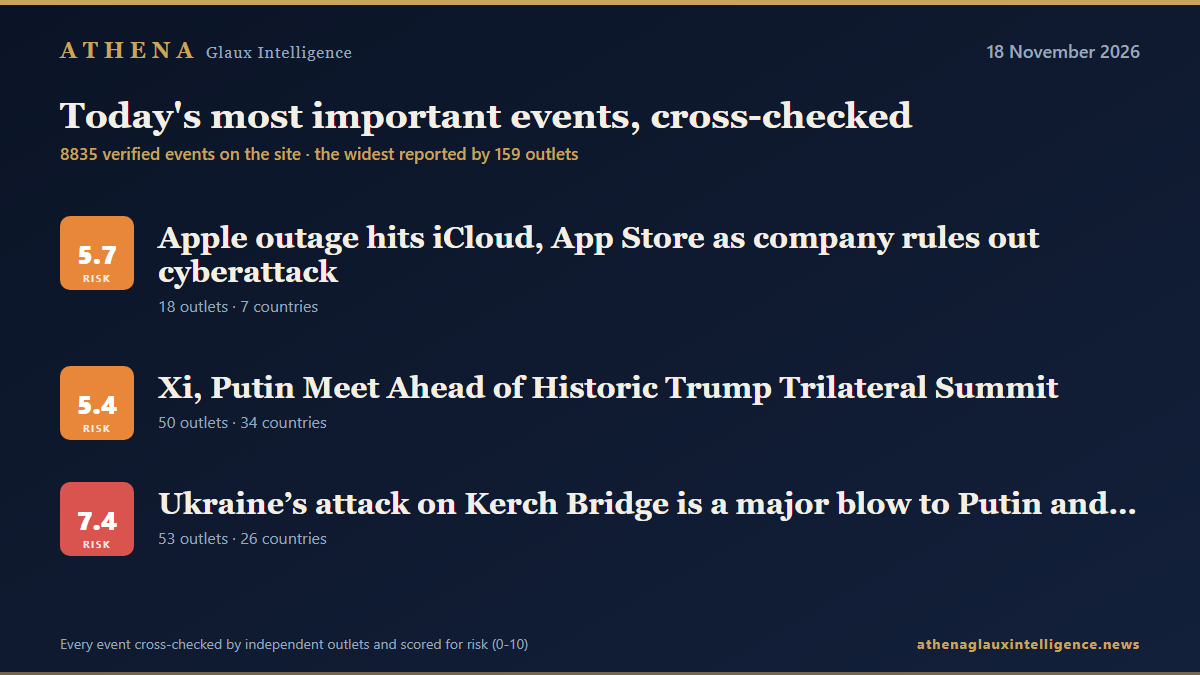 ATHENA Glaux Intelligence
18 November 2026
Today's most important events, cross-checked
8835 verified events on the site · the widest reported by 159 outlets
5.7
RISK
Apple outage hits iCloud, App Store as company rules out
cyberattack
18 outlets · 7 countries
5.4
RISK
Xi, Putin Meet Ahead of Historic Trump Trilateral Summit
50 outlets · 34 countries
7.4
RISK
Ukraine’s attack on Kerch Bridge is a major blow to Putin and...
53 outlets · 26 countries
Every event cross-checked by independent outlets and scored for risk (0-10)
athenaglauxintelligence.news